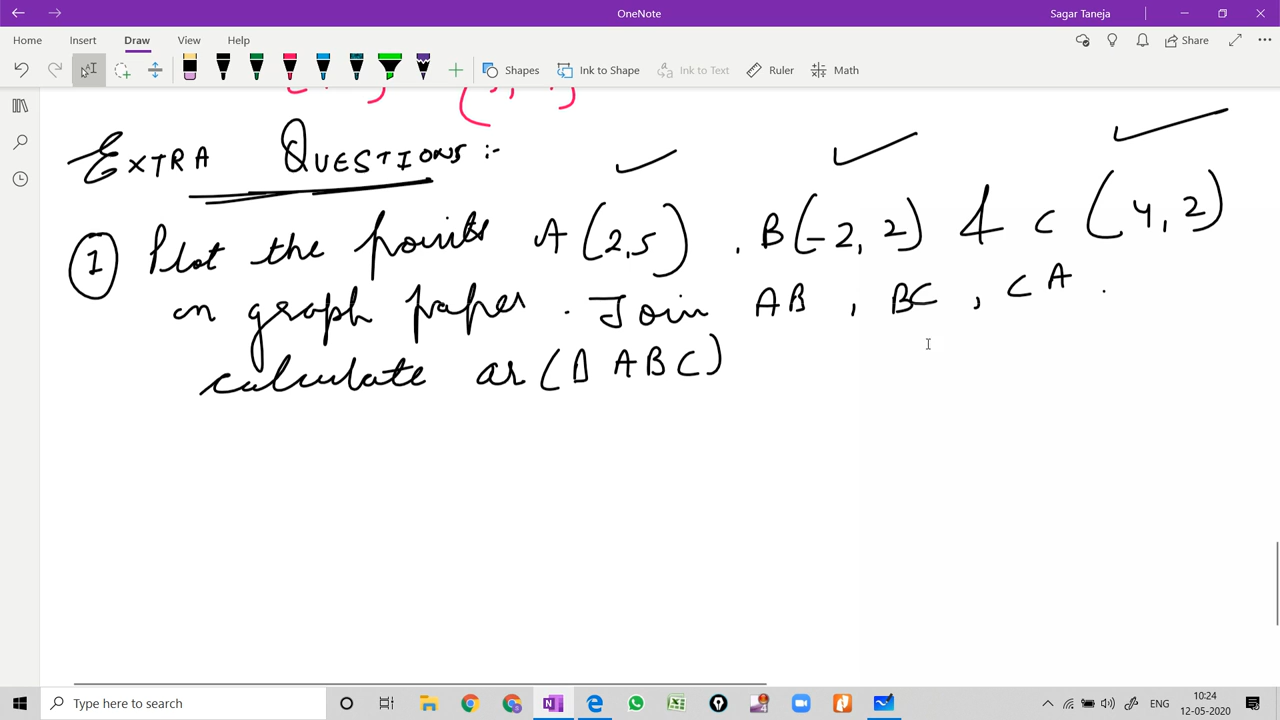 OneNote
Sagar Taneja
Home Insert Draw View Help
Share
Shapes Ink to Shape Ink to Text Ruler Math
EXTRA QUESTIONS :-
① Plot the points A (2,5) . B(-2, 2) & C (4, 2)
on graph paper . Join AB , BC , CA .
calculate ar (Δ ABC)
Type here to search
ENG
10:24
12-05-2020